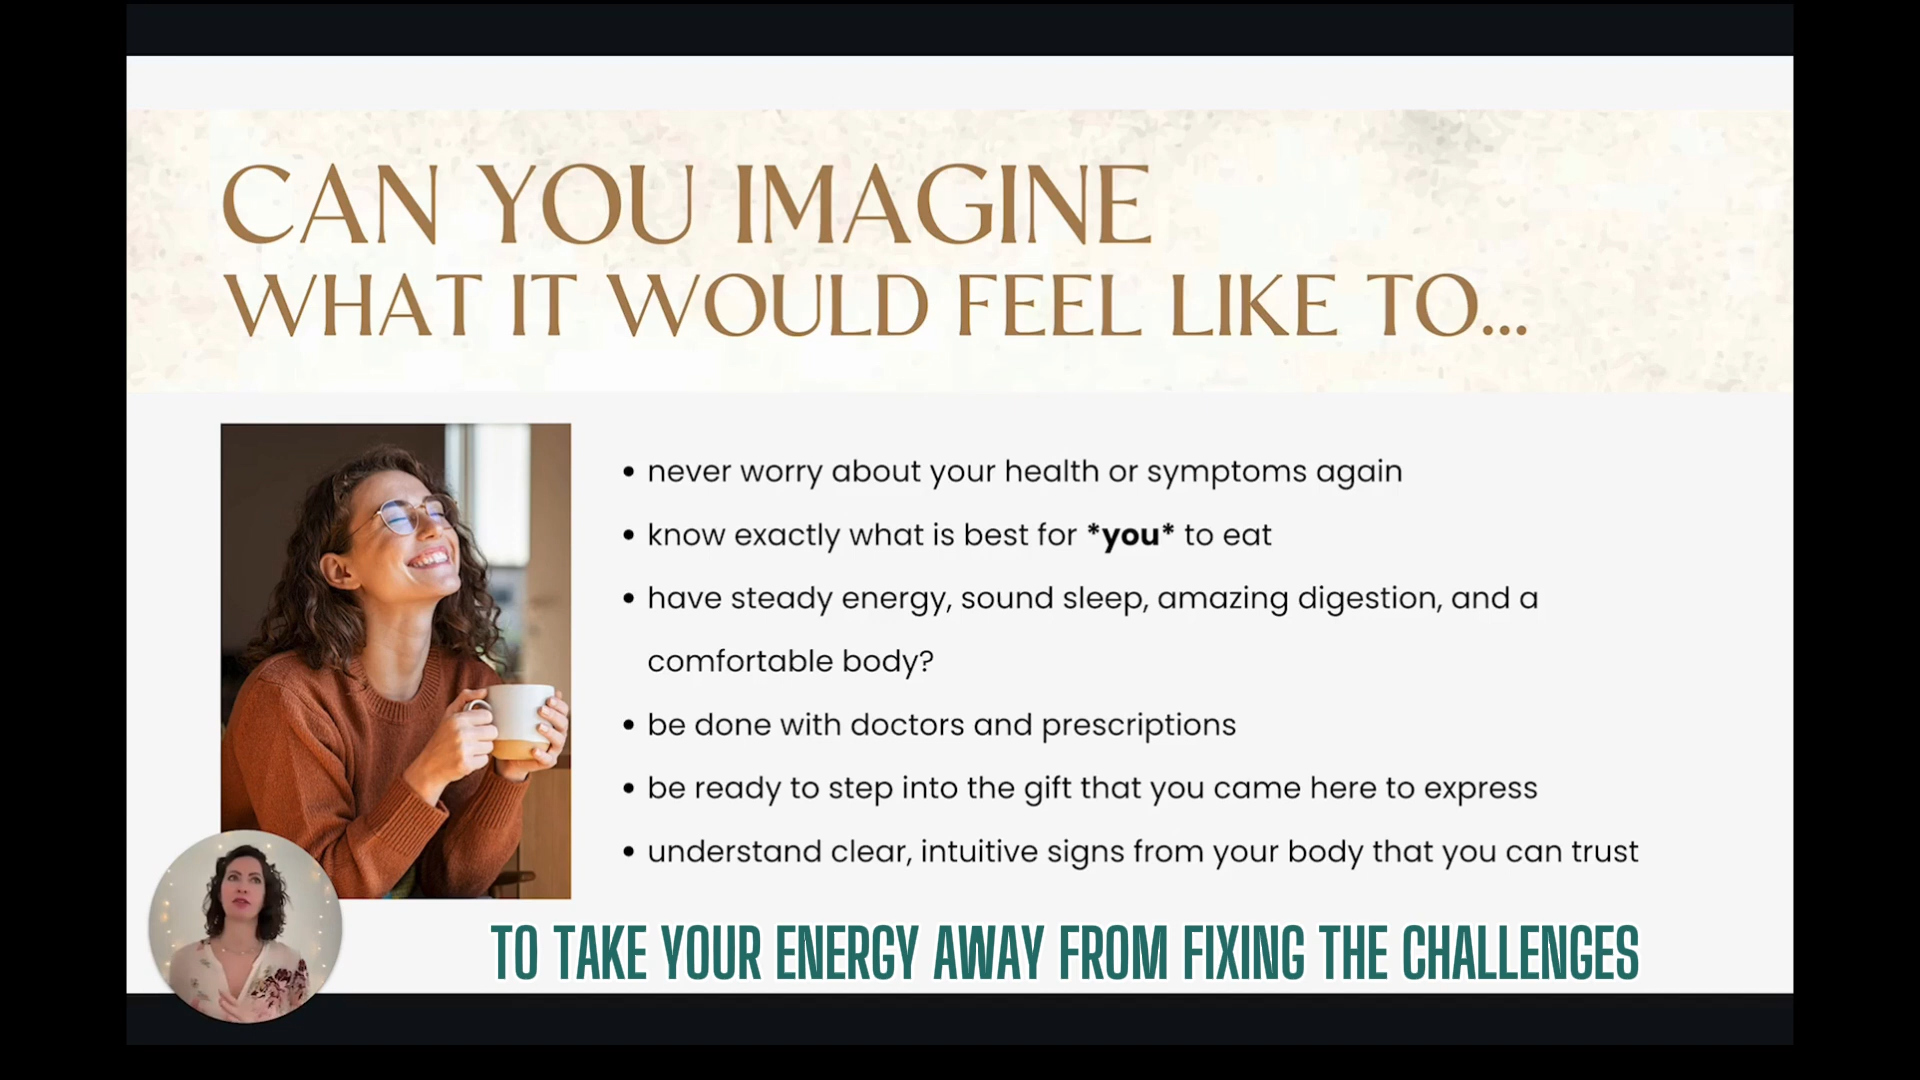 CAN YOU IMAGINE
WHAT IT WOULD FEEL LIKE TO...
• never worry about your health or symptoms again
• know exactly what is best for *you* to eat
• have steady energy, sound sleep, amazing digestion, and a
comfortable body?
• be done with doctors and prescriptions
• be ready to step into the gift that you came here to express
• understand clear, intuitive signs from your body that you can trust
TO TAKE YOUR ENERGY AWAY FROM FIXING THE CHALLENGES